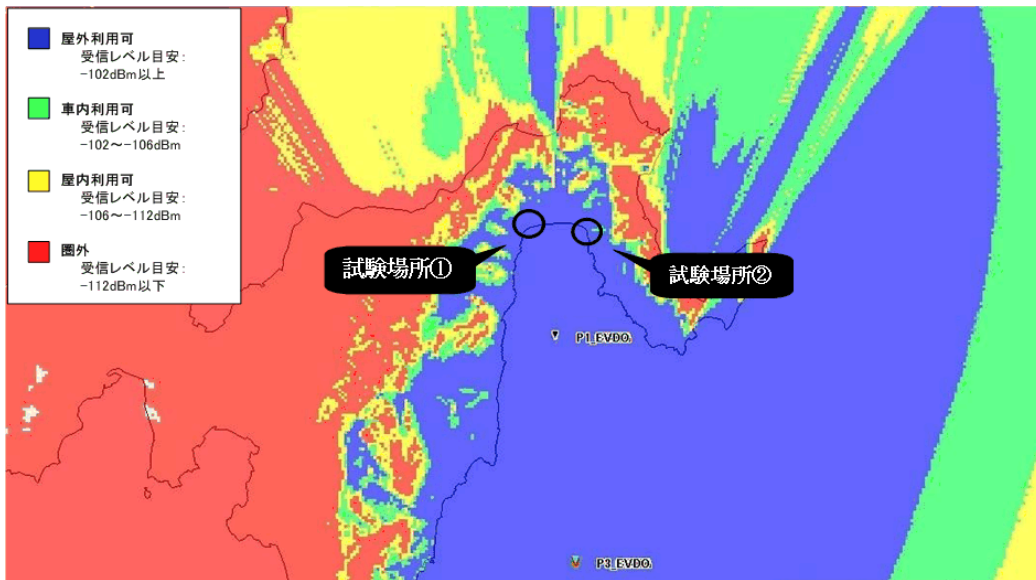 屋外利用可
受信レベル目安：
-102dBm以上
車内利用可
受信レベル目安：
-102～-106dBm
屋内利用可
受信レベル目安：
-106～-112dBm
圏外
受信レベル目安：
-112dBm以下
試験場所①
試験場所②
P1_EVDO.
P3_EVDO.